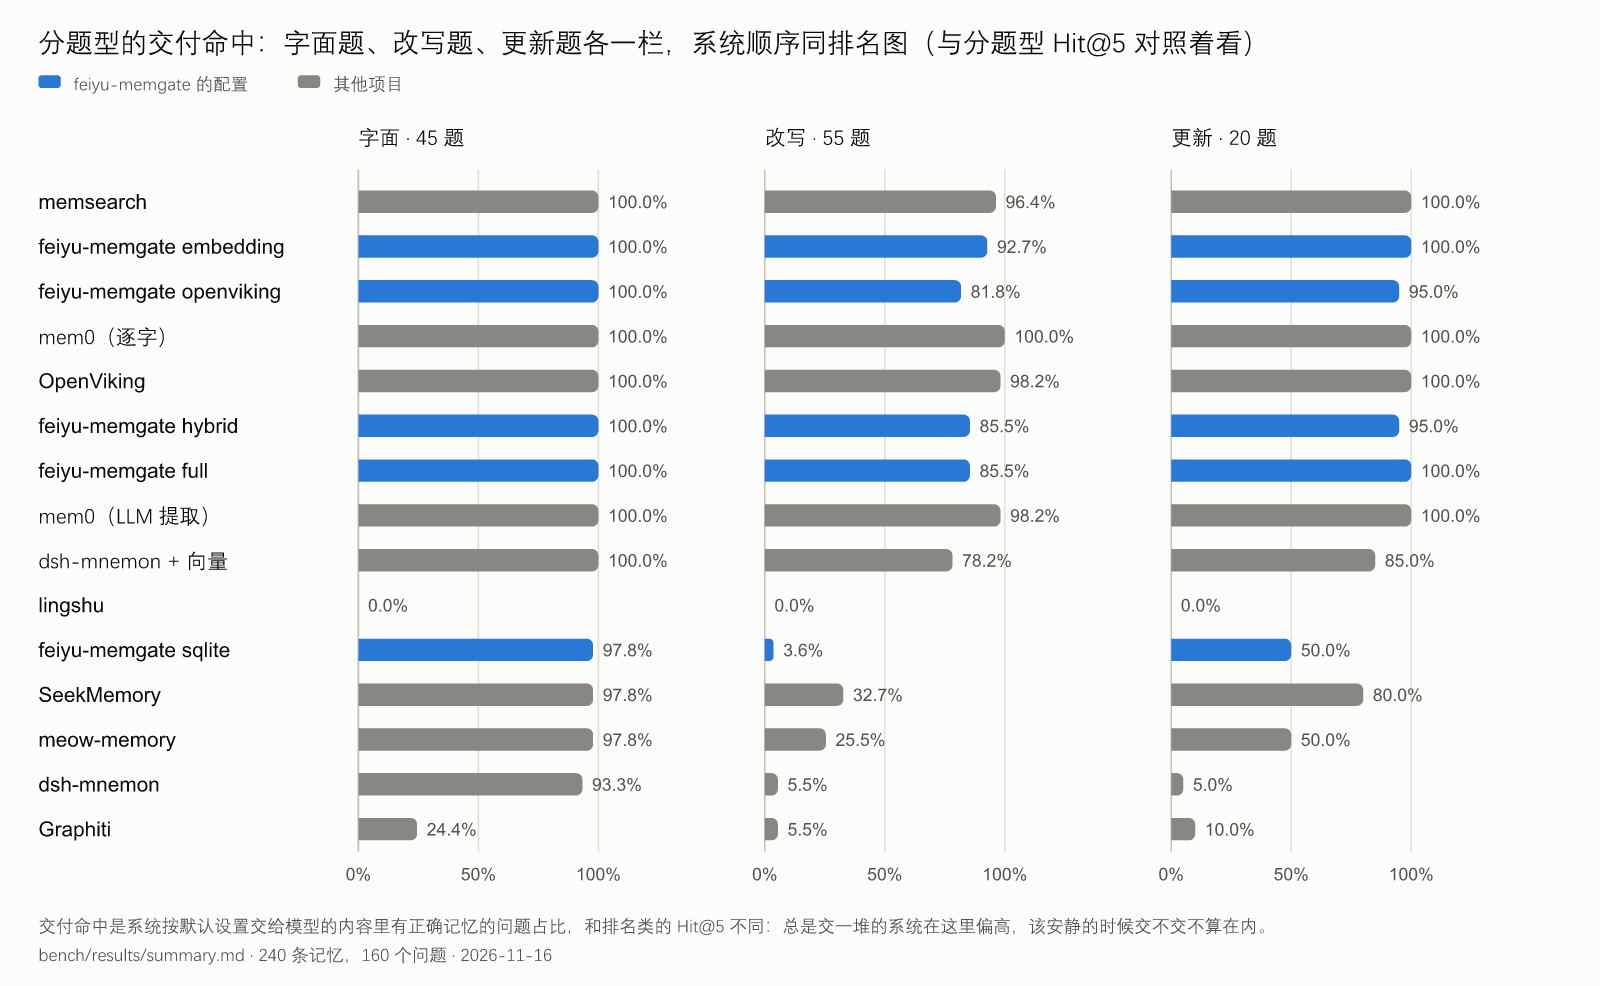 分题型的交付命中：字面题、改写题、更新题各一栏，系统顺序同排名图（与分题型 Hit@5 对照着看）
feiyu-memgate 的配置 其他项目
字面 · 45 题 改写 · 55 题 更新 · 20 题
memsearch 100.0% 96.4% 100.0%
feiyu-memgate embedding 100.0% 92.7% 100.0%
feiyu-memgate openviking 100.0% 81.8% 95.0%
mem0（逐字） 100.0% 100.0% 100.0%
OpenViking 100.0% 98.2% 100.0%
feiyu-memgate hybrid 100.0% 85.5% 95.0%
feiyu-memgate full 100.0% 85.5% 100.0%
mem0（LLM 提取） 100.0% 98.2% 100.0%
dsh-mnemon + 向量 100.0% 78.2% 85.0%
lingshu 0.0% 0.0% 0.0%
feiyu-memgate sqlite 97.8% 3.6% 50.0%
SeekMemory 97.8% 32.7% 80.0%
meow-memory 97.8% 25.5% 50.0%
dsh-mnemon 93.3% 5.5% 5.0%
Graphiti 24.4% 5.5% 10.0%
0% 50% 100% 0% 50% 100% 0% 50% 100%
交付命中是系统按默认设置交给模型的内容里有正确记忆的问题占比，和排名类的 Hit@5 不同：总是交一堆的系统在这里偏高，该安静的时候交不交不算在内。
bench/results/summary.md · 240 条记忆，160 个问题 · 2026-11-16